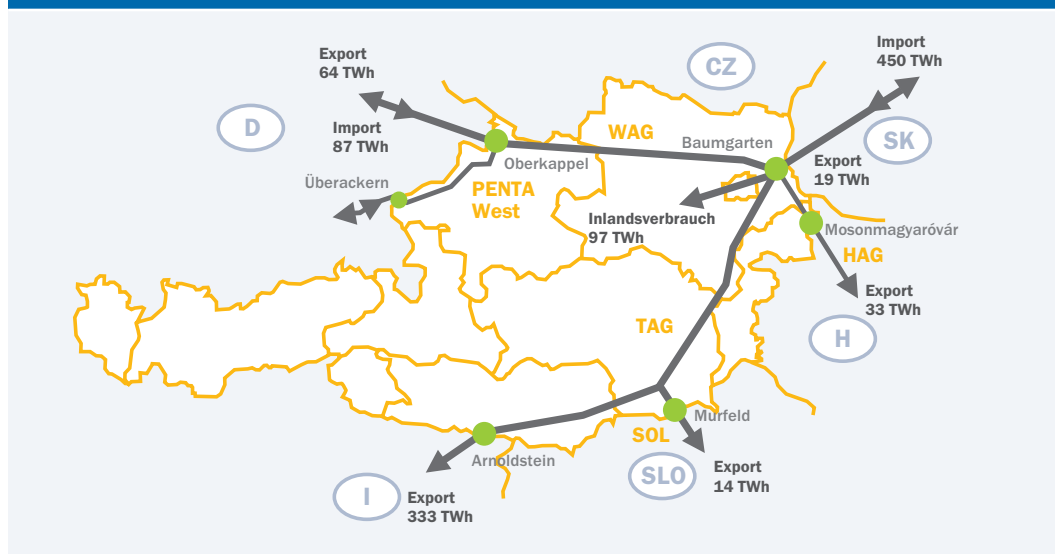 Export
64 TWh
Import
450 TWh
CZ
D
Import
87 TWh
WAG
Baumgarten
SK
Oberkappel
Export
19 TWh
Überackern
PENTA
West
Inlandsverbrauch
97 TWh
Mosonmagyaróvár
HAG
Export
33 TWh
TAG
H
Murfeld
SOL
Arnoldstein
SLO
Export
14 TWh
I
Export
333 TWh